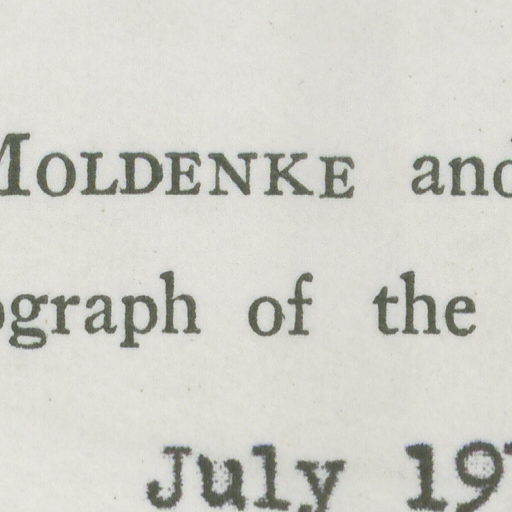 MOLDENKE and
ograph of the
July 19